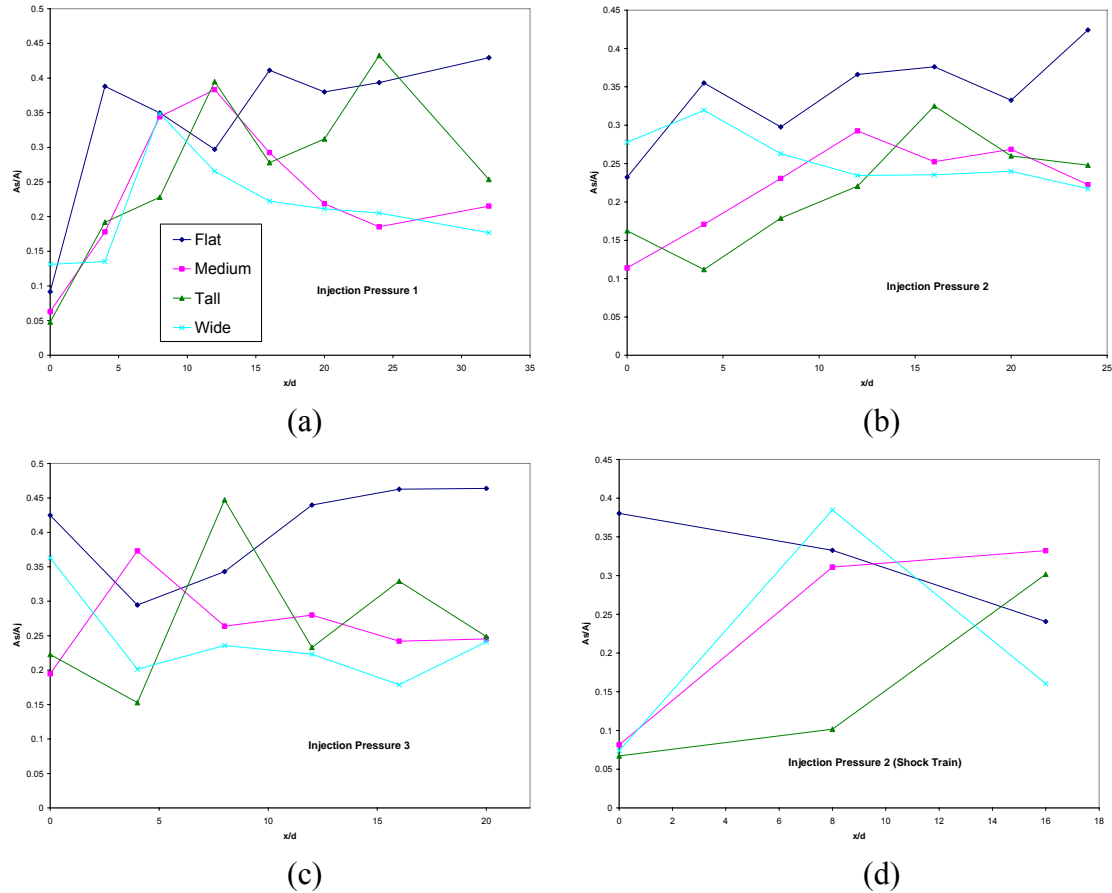 0.5
0.45
0.4
0.35
0.3
0.25
0.2
0.15
0.1
0.05
0
As/Aj
Flat
Medium
Tall
Wide
Injection Pressure 1
0 5 10 15 20 25 30 35
x/d
(a)
0.45
0.4
0.35
0.3
0.25
0.2
0.15
0.1
0.05
0
As/Aj
Injection Pressure 2
0 5 10 15 20 25
x/d
(b)
0.5
0.45
0.4
0.35
0.3
0.25
0.2
0.15
0.1
0.05
0
As/Aj
Injection Pressure 3
0 5 10 15 20
x/d
(c)
0.45
0.4
0.35
0.3
0.25
0.2
0.15
0.1
0.05
0
As/Aj
Injection Pressure 2 (Shock Train)
0 2 4 6 8 10 12 14 16 18
x/d
(d)